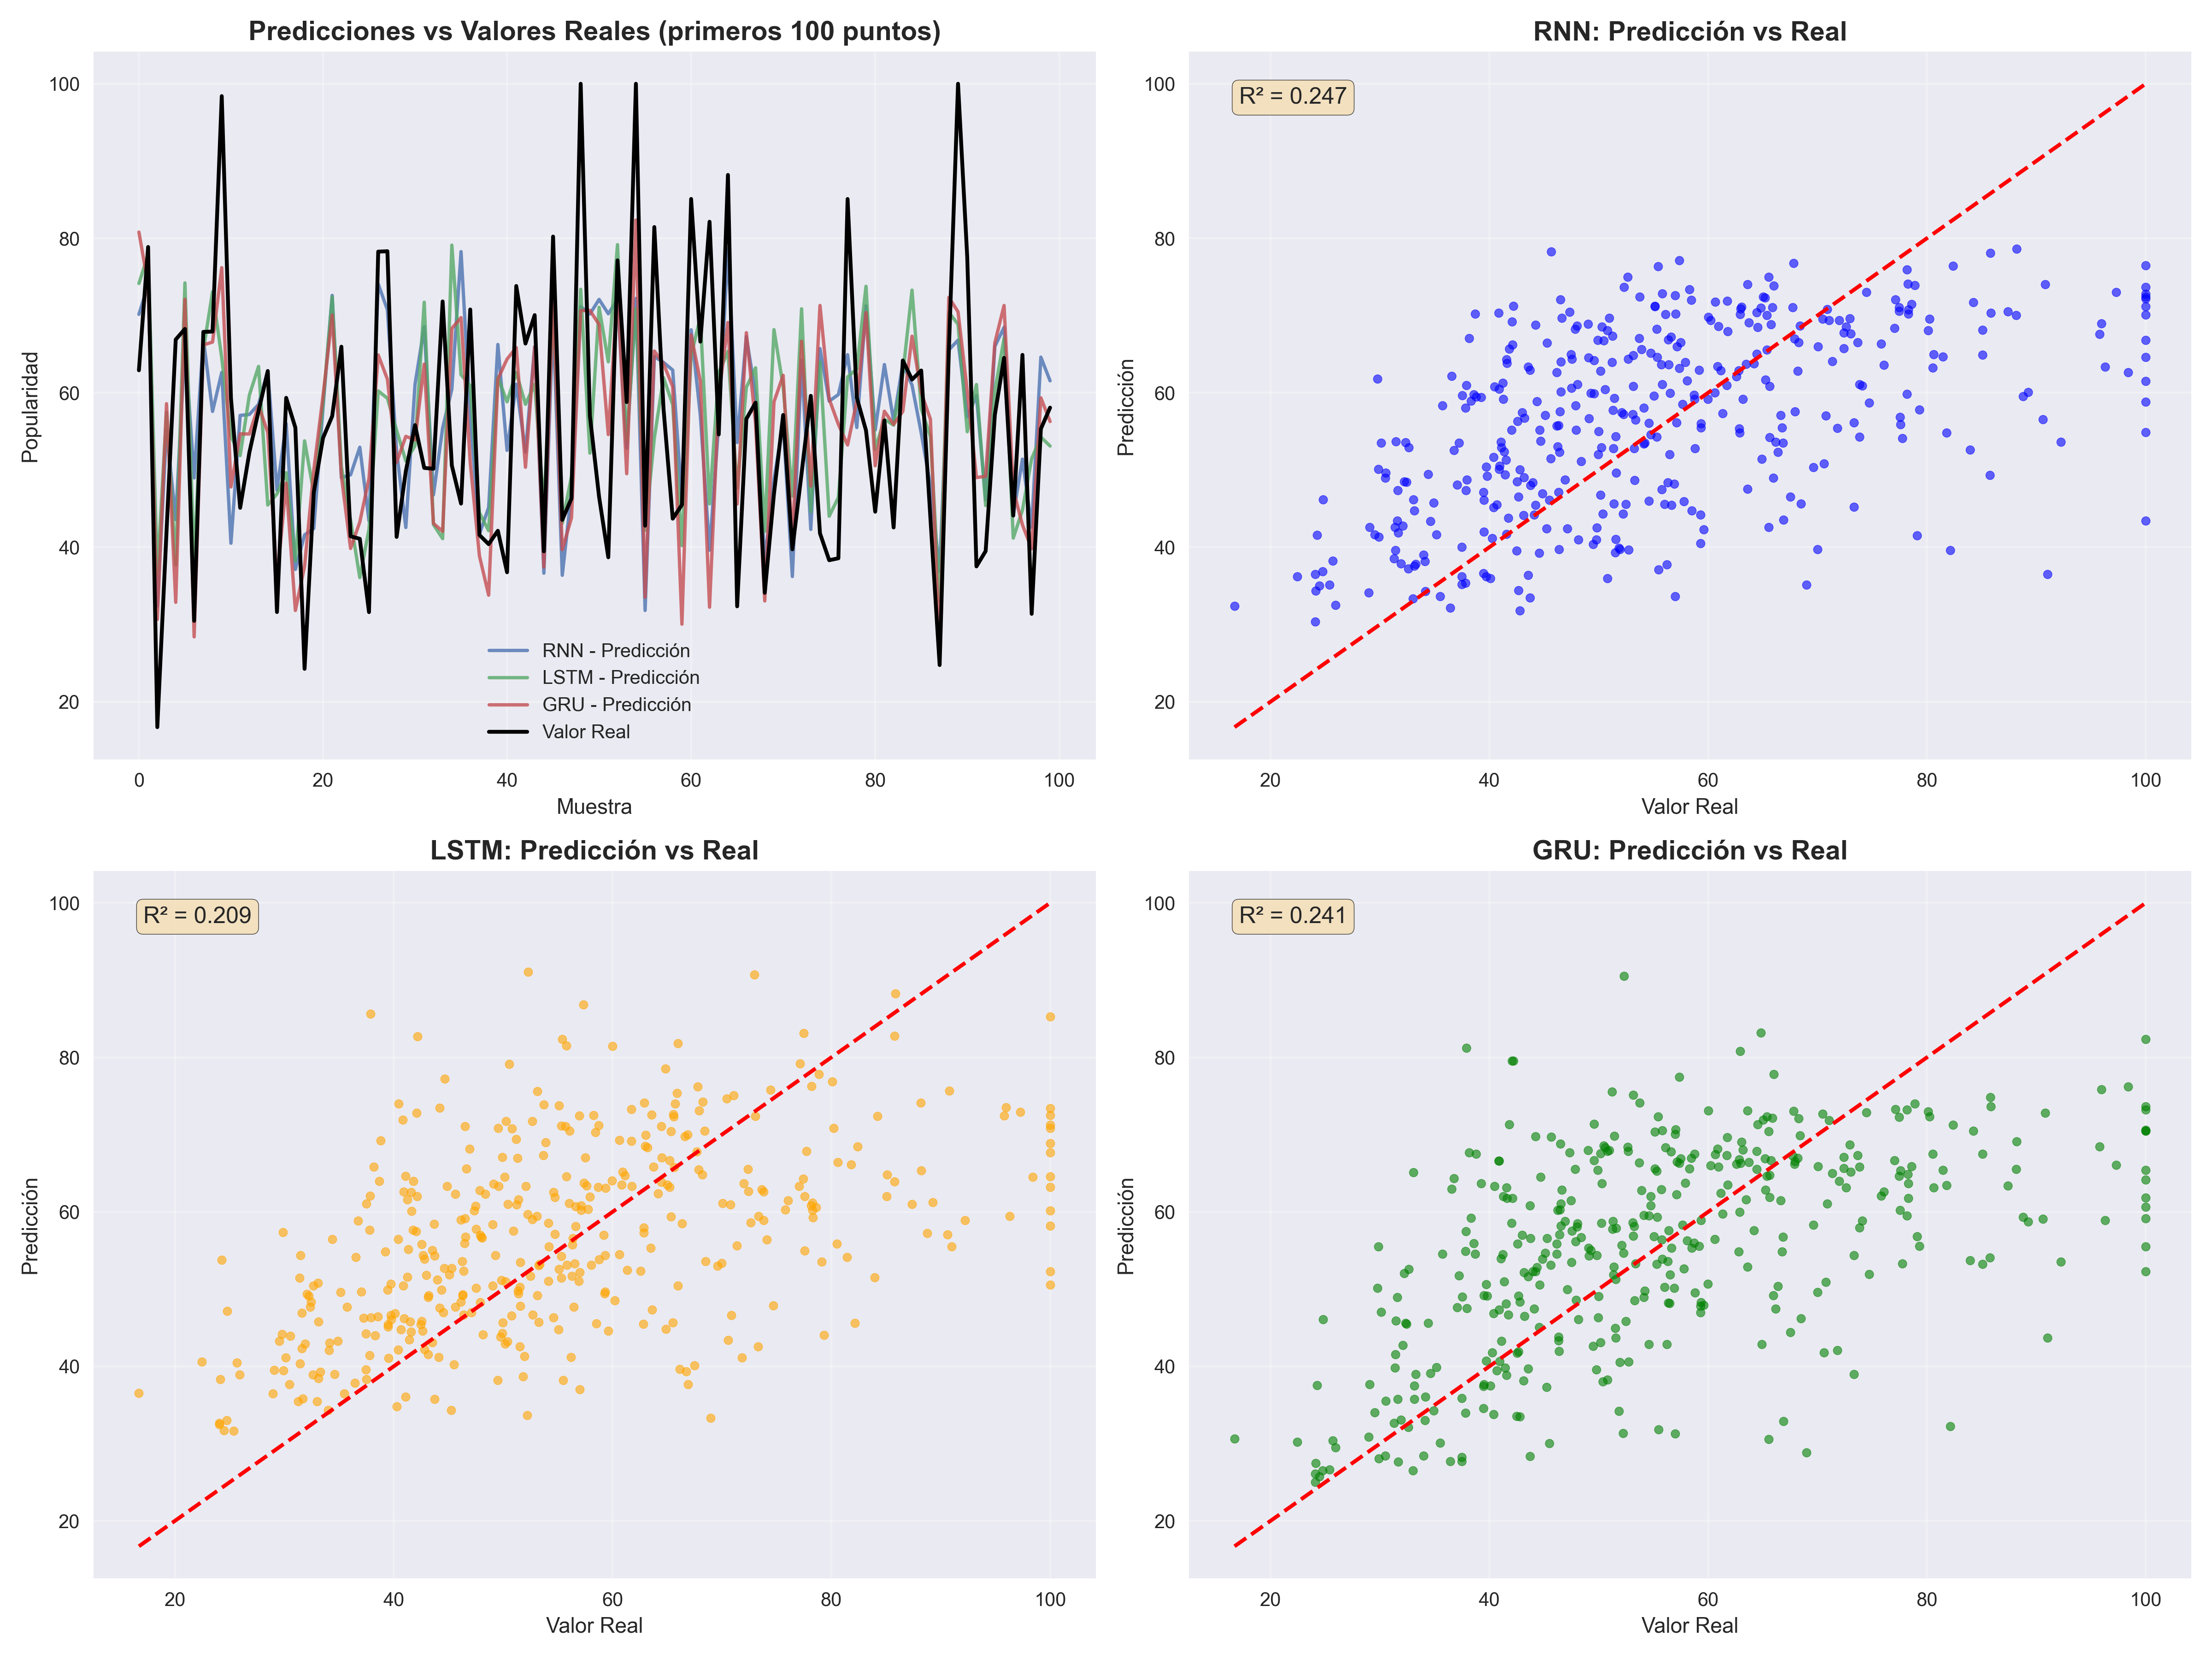 Predicciones vs Valores Reales (primeros 100 puntos)
100
80
60
40
20
Popularidad
RNN - Predicción
LSTM - Predicción
GRU - Predicción
Valor Real
0 20 40 60 80 100
Muestra
RNN: Predicción vs Real
R² = 0.247
100
80
60
40
20
Predicción
20 40 60 80 100
Valor Real
LSTM: Predicción vs Real
R² = 0.209
100
80
60
40
20
Predicción
20 40 60 80 100
Valor Real
GRU: Predicción vs Real
R² = 0.241
100
80
60
40
20
Predicción
20 40 60 80 100
Valor Real